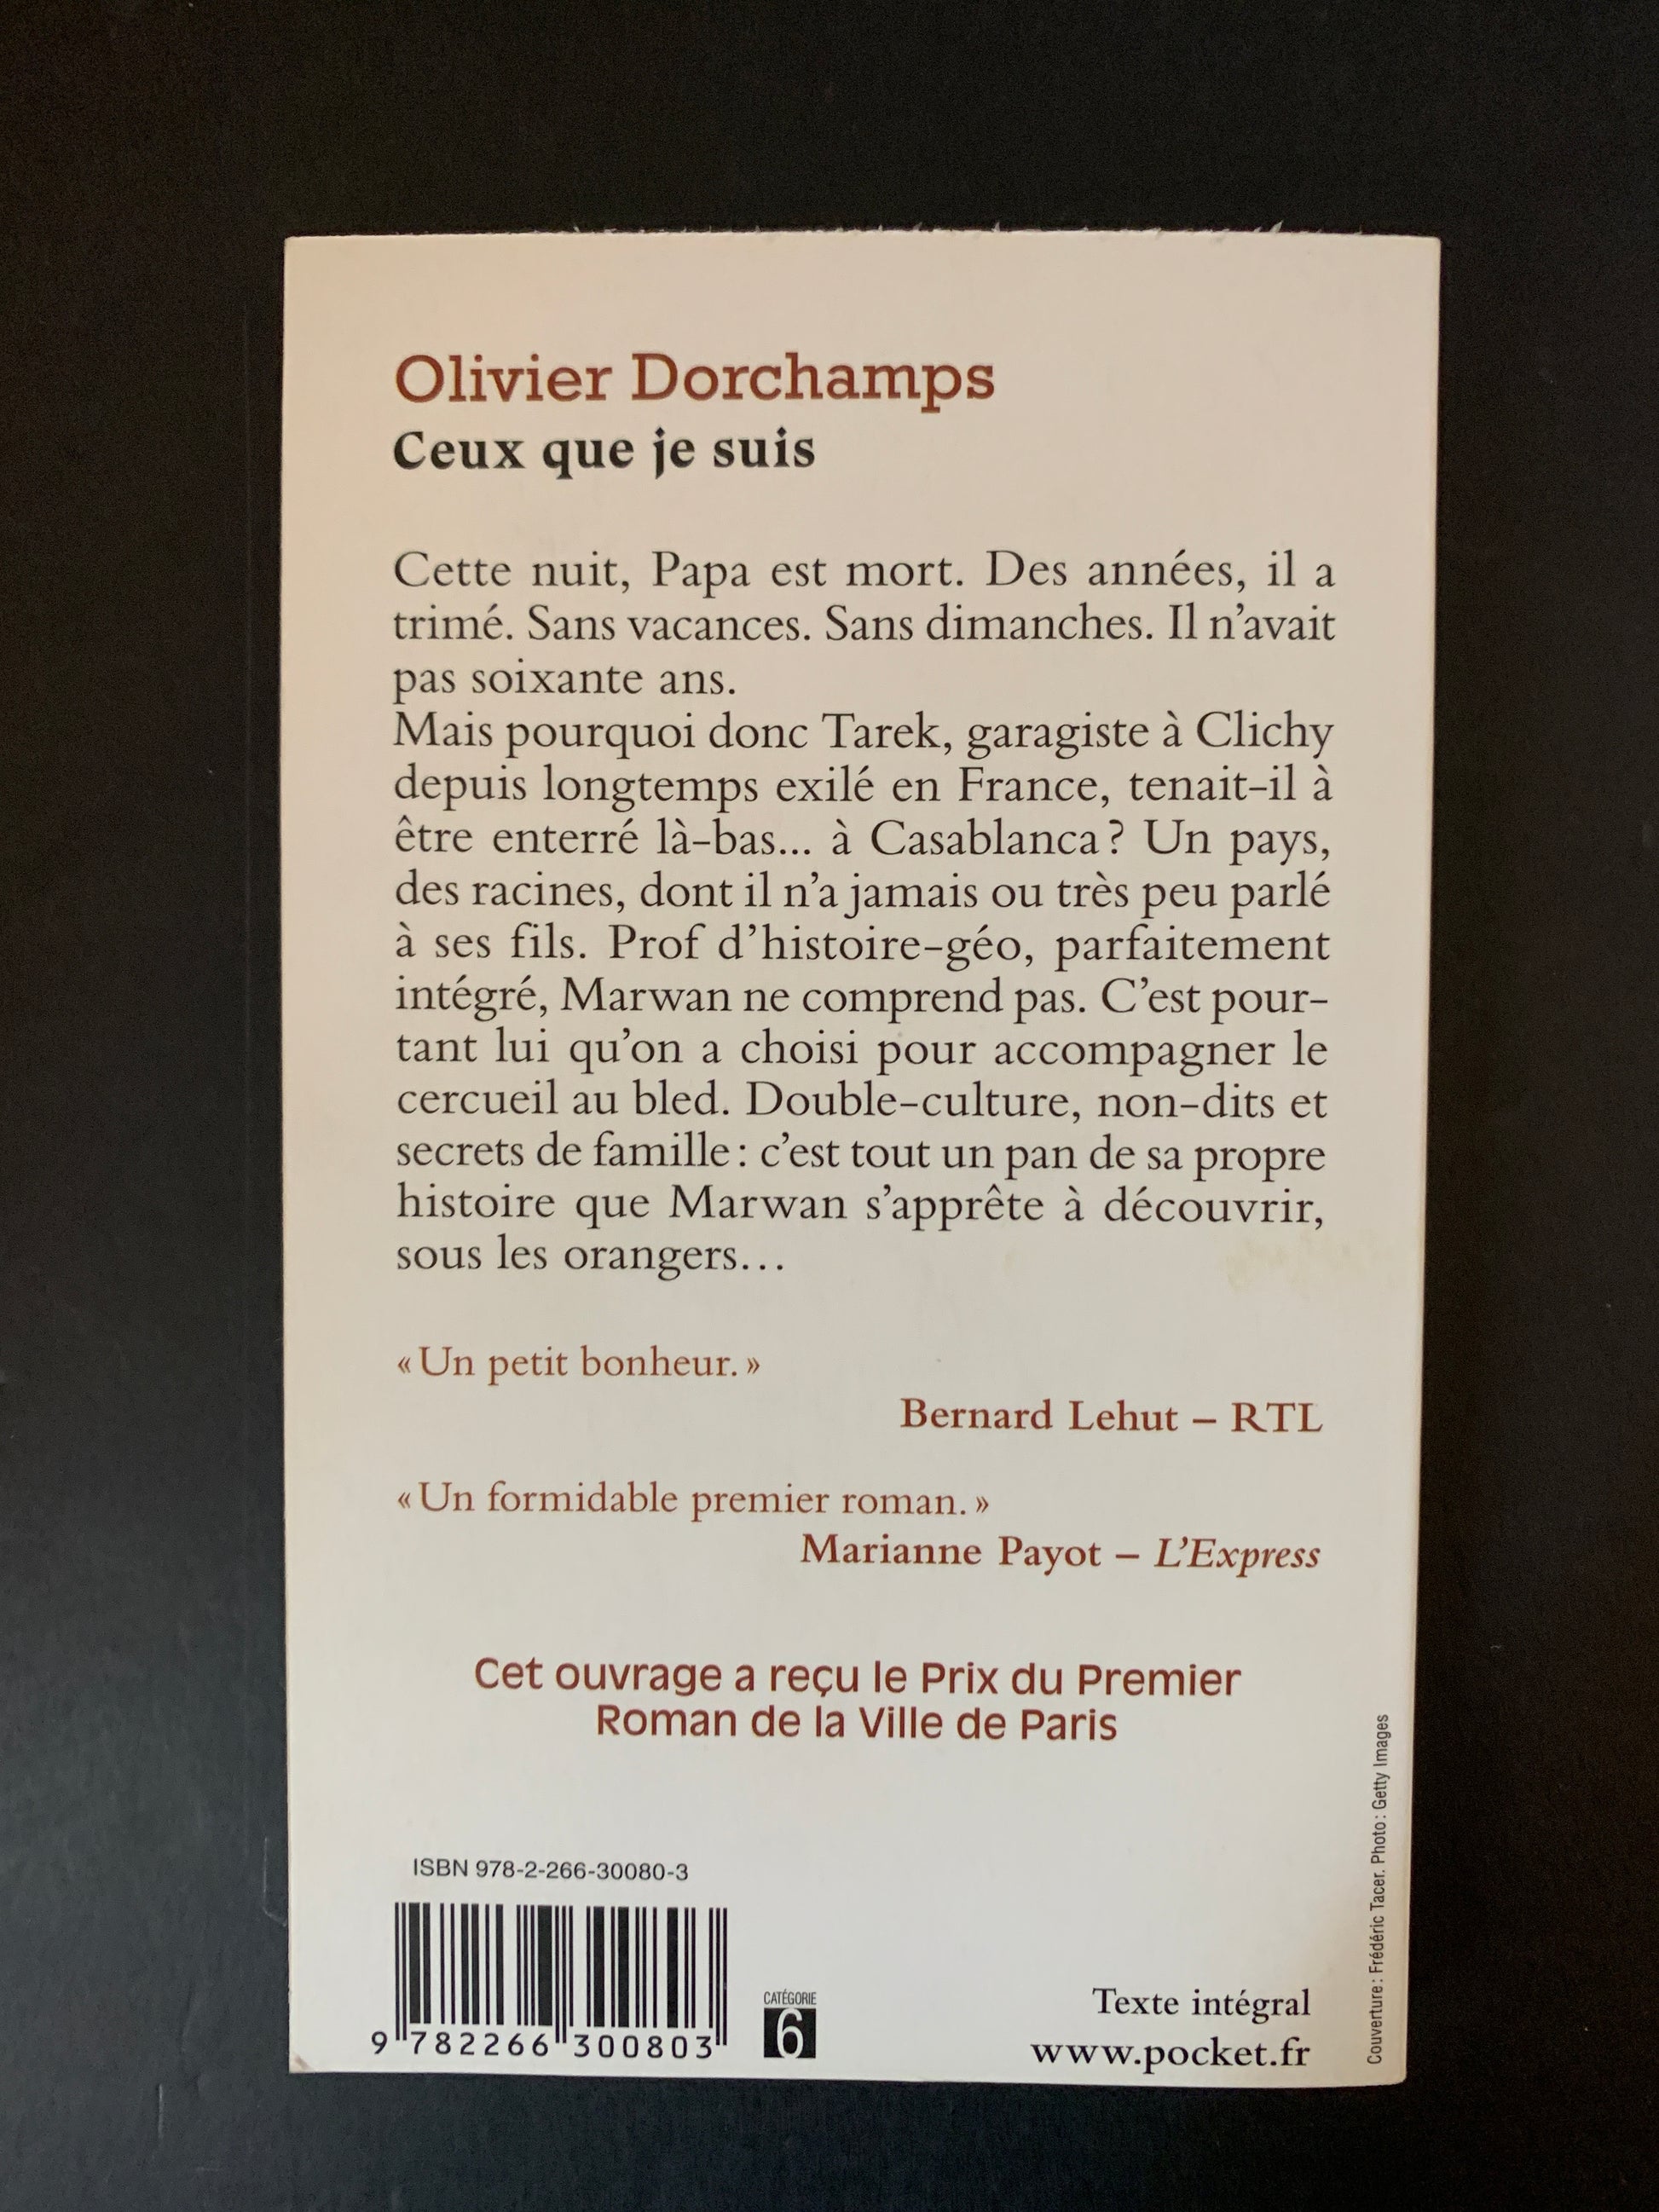 Olivier Dorchamps
Ceux que je suis
Cette nuit, Papa est mort. Des années, il a
trimé. Sans vacances. Sans dimanches. Il n'avait
pas soixante ans.
Mais pourquoi donc Tarek, garagiste à Clichy
depuis longtemps exilé en France, tenait-il à
être enterré là-bas... à Casablanca ? Un pays,
des racines, dont il n'a jamais ou très peu parlé
à ses fils. Prof d'histoire-géo, parfaitement
intégré, Marwan ne comprend pas. C'est pour-
tant lui qu'on a choisi pour accompagner le
cercueil au bled. Double-culture, non-dits et
secrets de famille : c'est tout un pan de sa propre
histoire que Marwan s'apprête à découvrir,
sous les orangers...
« Un petit bonheur. »
Bernard Lehut – RTL
« Un formidable premier roman. »
Marianne Payot – L'Express
Cet ouvrage a reçu le Prix du Premier
Roman de la Ville de Paris
ISBN 978-2-266-30080-3
9 782266 300803
CATÉGORIE
6
Texte intégral
www.pocket.fr
Couverture : Frédéric Tacer. Photo : Getty Images